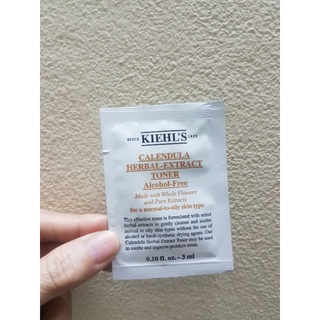 SINCE KIEHL'S 1851
CALENDULA
HERBAL-EXTRACT
TONER
Alcohol-Free
Made with Whole Flowers
and Pure Extracts
for a normal-to-oily skin type
This effective toner is formulated with select
herbal extracts to gently cleanse and soothe
normal to oily skin types without the use of
alcohol or harsh synthetic drying agents. Our
Calendula Herbal-Extract Toner may be used
to soothe and improve problem areas.
0.10 fl. oz. - 3 ml